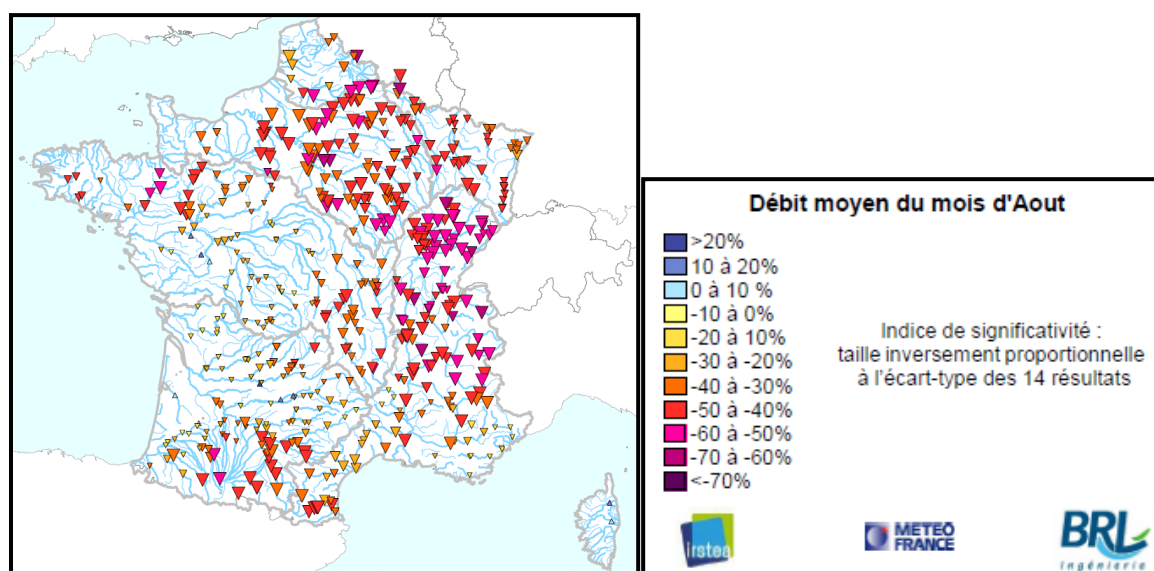 Débit moyen du mois d'Aout
>20%
10 à 20%
0 à 10 %
-10 à 0%
-20 à 10%
-30 à -20%
-40 à -30%
-50 à -40%
-60 à -50%
-70 à -60%
<-70%
Indice de significativité :
taille inversement proportionnelle
à l'écart-type des 14 résultats
irstea
METEO
FRANCE
BRL
Ingénierie